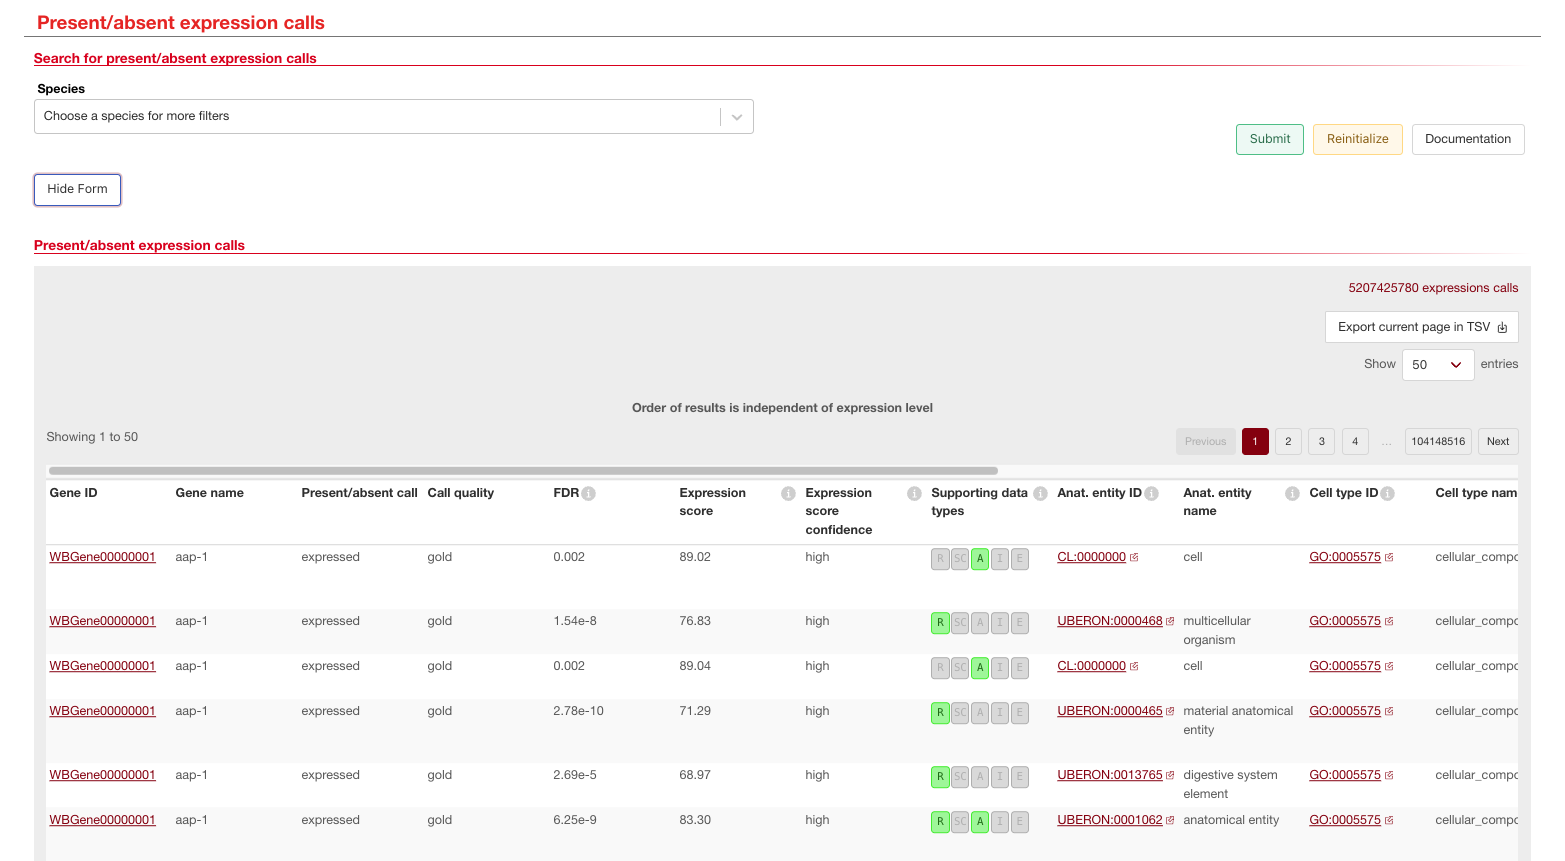 Present/absent expression calls
Search for present/absent expression calls
Species
Choose a species for more filters
Submit Reinitialize Documentation
Hide Form
Present/absent expression calls
5207425780 expressions calls
Export current page in TSV
Show 50 entries
Order of results is independent of expression level
Showing 1 to 50
Previous 1 2 3 4 ... 104148516 Next
Gene ID Gene name Present/absent call Call quality FDR Expression score Expression score confidence Supporting data types Anat. entity ID Anat. entity name Cell type ID Cell type nam
WBGene00000001 aap-1 expressed gold 0.002 89.02 high R SC A I E CL:0000000 cell GO:0005575 cellular_compo
WBGene00000001 aap-1 expressed gold 1.54e-8 76.83 high R SC A I E UBERON:0000468 multicellular organism GO:0005575 cellular_compo
WBGene00000001 aap-1 expressed gold 0.002 89.04 high R SC A I E CL:0000000 cell GO:0005575 cellular_compo
WBGene00000001 aap-1 expressed gold 2.78e-10 71.29 high R SC A I E UBERON:0000465 material anatomical entity GO:0005575 cellular_compo
WBGene00000001 aap-1 expressed gold 2.69e-5 68.97 high R SC A I E UBERON:0013765 digestive system element GO:0005575 cellular_compo
WBGene00000001 aap-1 expressed gold 6.25e-9 83.30 high R SC A I E UBERON:0001062 anatomical entity GO:0005575 cellular_compo